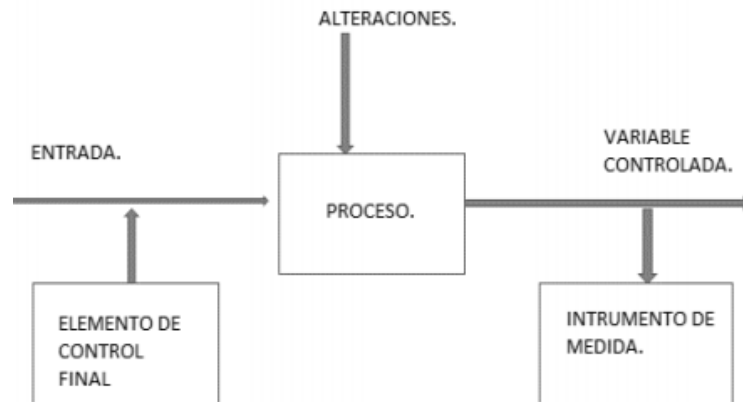 ALTERACIONES.
ENTRADA.
VARIABLE
CONTROLADA.
PROCESO.
ELEMENTO DE
CONTROL
FINAL
INTRUMENTO DE
MEDIDA.